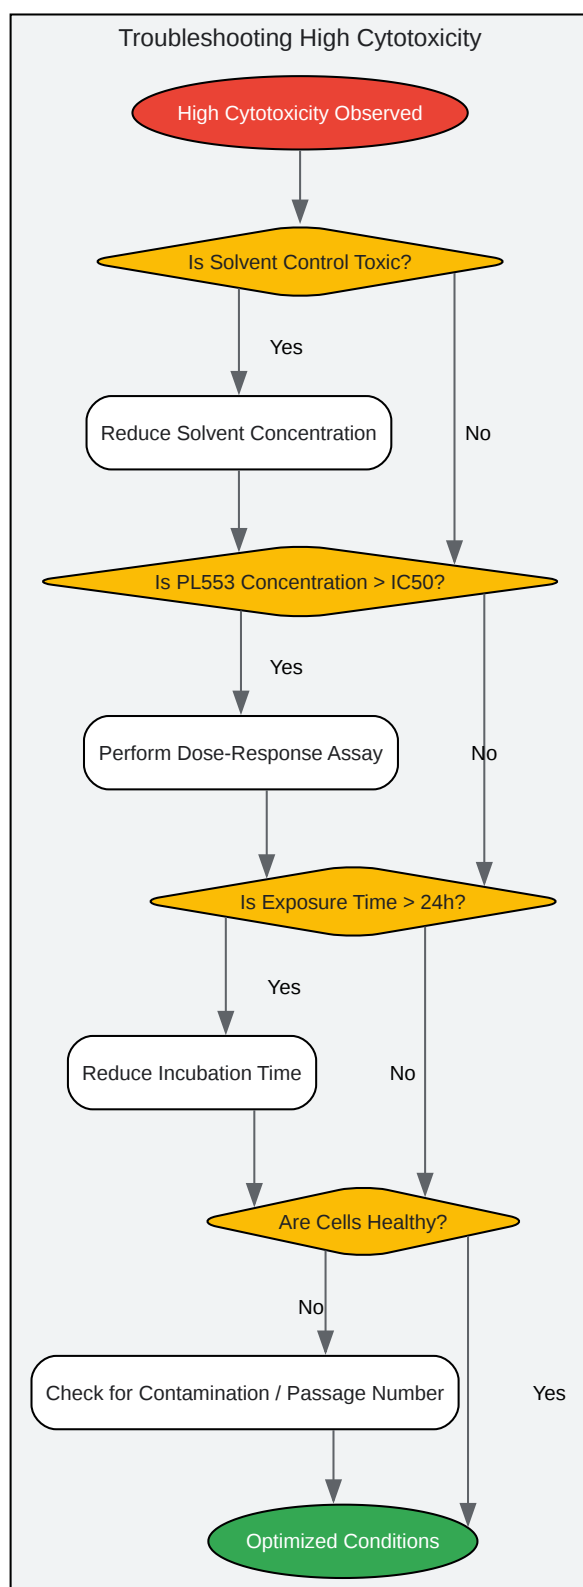 Troubleshooting High Cytotoxicity
High Cytotoxicity Observed
Is Solvent Control Toxic?
Yes
Reduce Solvent Concentration
No
Is PL553 Concentration > IC50?
Yes
Perform Dose-Response Assay
No
Is Exposure Time > 24h?
Yes
Reduce Incubation Time
No
Are Cells Healthy?
No
Check for Contamination / Passage Number
Yes
Optimized Conditions